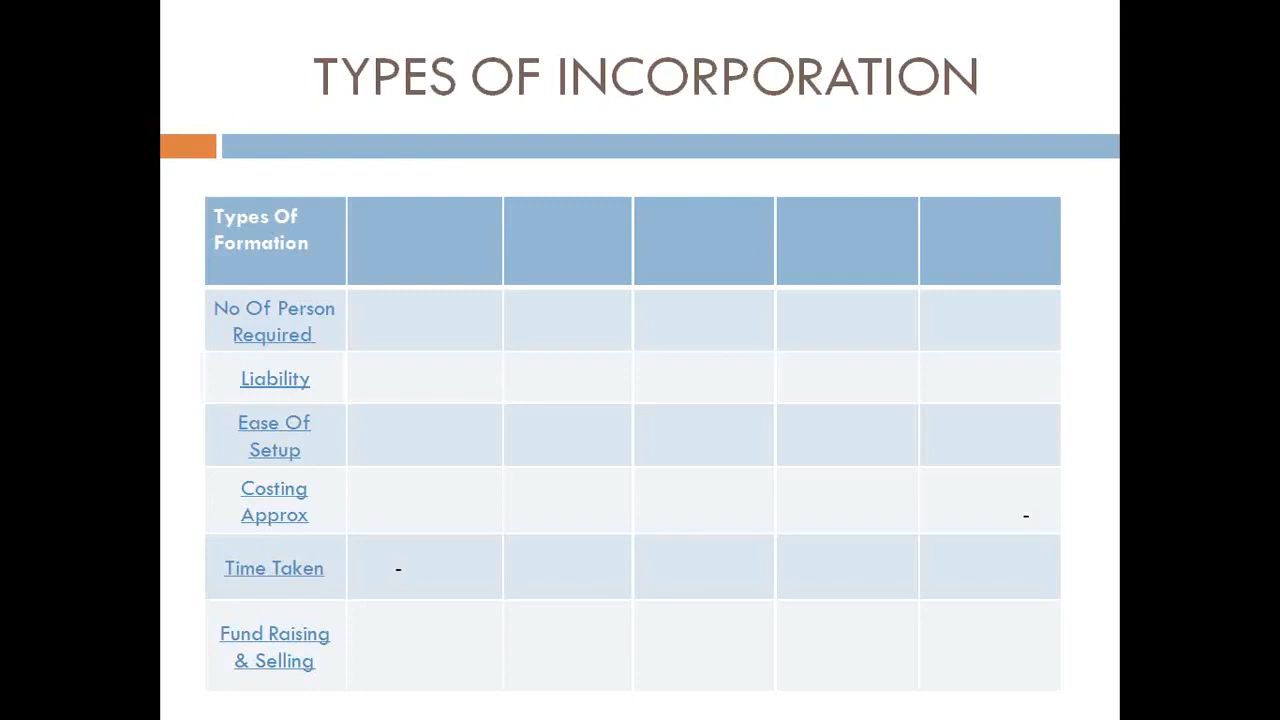 TYPES OF INCORPORATION
Types Of
Formation
No Of Person
Required
Liability
Ease Of
Setup
Costing
Approx
-
Time Taken
-
Fund Raising
& Selling